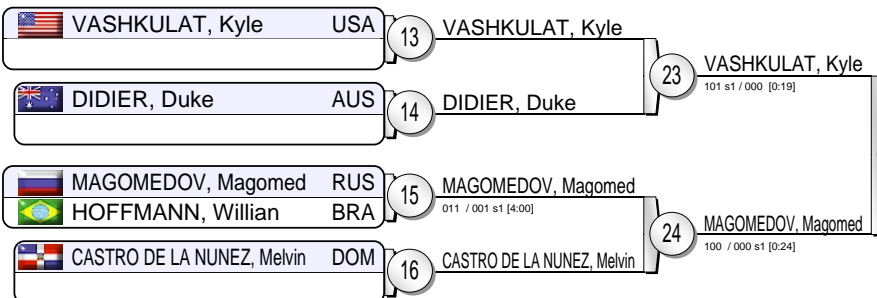 VASHKULAT, Kyle USA
13
VASHKULAT, Kyle
23
VASHKULAT, Kyle
101 s1 / 000 [0:19]
DIDIER, Duke AUS
14
DIDIER, Duke
MAGOMEDOV, Magomed RUS
HOFFMANN, Willian BRA
15
MAGOMEDOV, Magomed
011 / 001 s1 [4:00]
24
MAGOMEDOV, Magomed
100 / 000 s1 [0:24]
CASTRO DE LA NUNEZ, Melvin DOM
16
CASTRO DE LA NUNEZ, Melvin